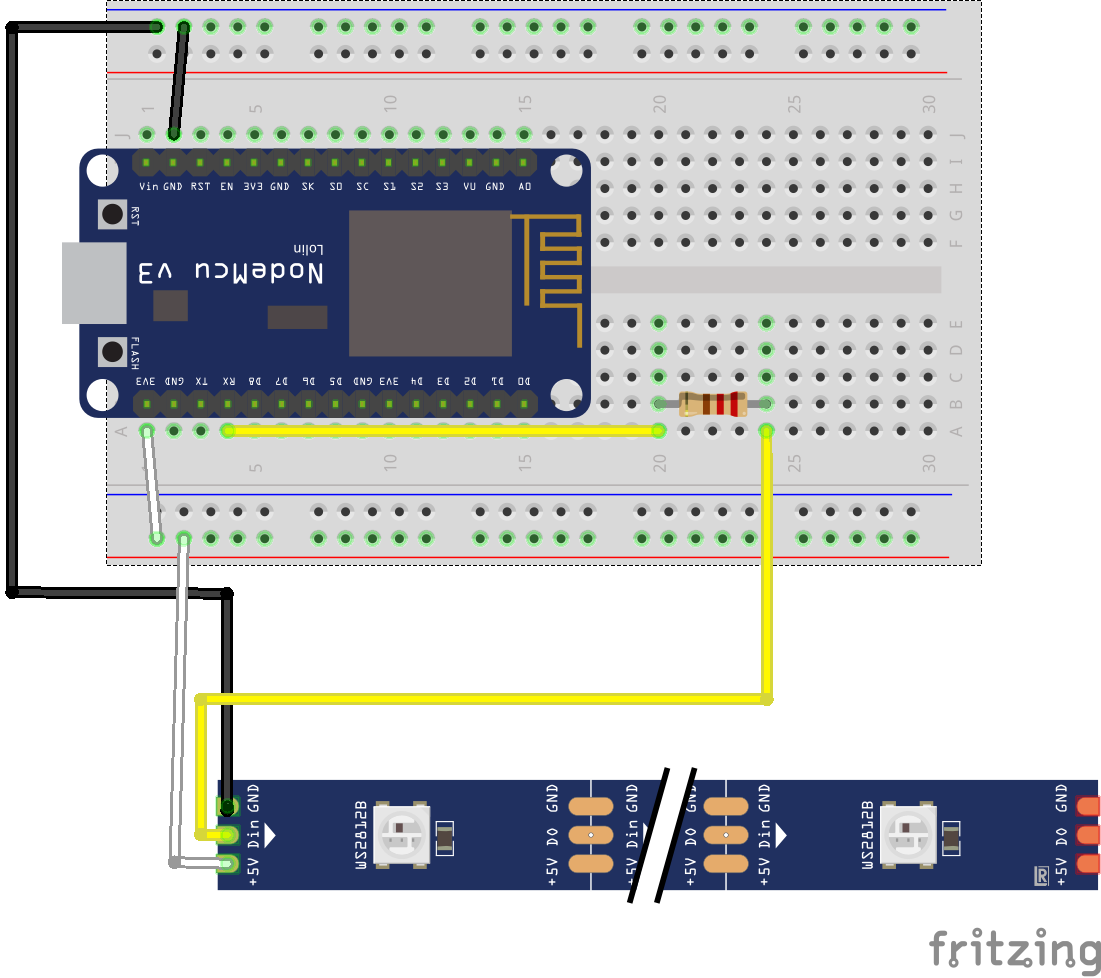 1 5 10 15 20 25 30
J J
I
H
G
F
Vin GND RST EN 3V3 GND SK SO SC S1 S2 S3 VU GND AO
RST
Lolin
NodeMcu v3
FLASH
3V3 GND TX RX D8 D7 D6 D5 GND 3V3 D4 D3 D2 D1 D0
E
D
C
B
A A
5 10 15 20 25 30
+5V Din GND
WS2812B
+5V DO GND
+5V Din GND
+5V DO GND
+5V Din GND
WS2812B
R
+5V DO GND
fritzing